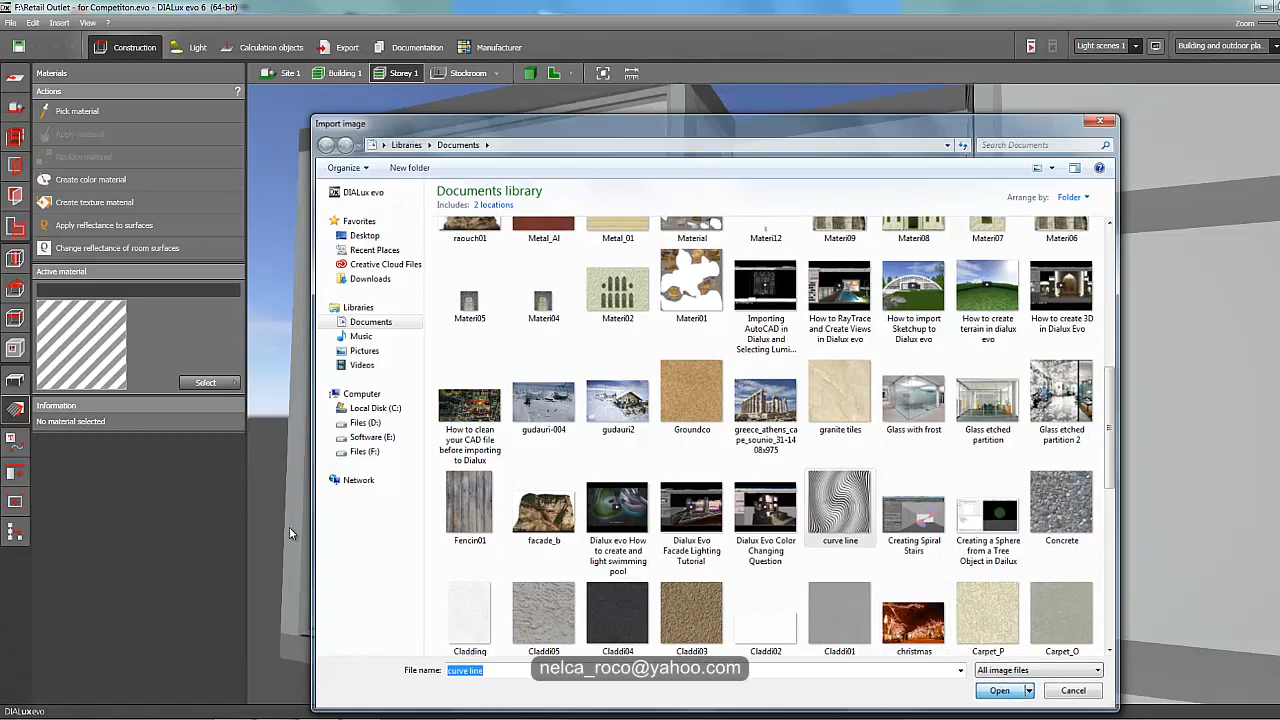 F:\Retail Outlet - for Competiton.evo - DIALux evo 6 (64-bit)
File Edit Insert View ?
Zoom
Construction Light Calculation objects Export Documentation Manufacturer
Light scenes 1
Building and outdoor pla...
Materials
Site 1 Building 1 Storey 1 Stockroom
Actions ?
Pick material
Apply material
Replace material
Create color material
Create texture material
Apply reflectance to surfaces
Change reflectance of room surfaces
Active material
Select
Information
No material selected
Import image
Libraries Documents
Search Documents
Organize New folder
DIALux evo
Favorites
Desktop
Recent Places
Creative Cloud Files
Downloads
Libraries
Documents
Music
Pictures
Videos
Computer
Local Disk (C:)
Files (D:)
Software (E:)
Files (F:)
Network
Documents library
Includes: 2 locations
Arrange by: Folder
raouch01 Metal_Al Metal_01 Material Materi12 Materi09 Materi08 Materi07 Materi06
Materi05 Materi04 Materi02 Materi01 Importing How to RayTrace How to import How to create How to create 3D
AutoCAD in and Create Views Sketchup to terrain in dialux in Dialux Evo
Dialux and in Dialux evo Dialux evo evo
Selecting Lumi...
How to clean gudauri-004 gudauri2 Groundco greece_athens_ca granite tiles Glass with frost Glass etched Glass etched
your CAD file pe_sounio_31-14 partition partition 2
before importing 08x975
to Dialux
Fencin01 facade_b Dialux evo How Dialux Evo Dialux Evo Color curve line Creating Spiral Creating a Sphere Concrete
to create and Facade Lighting Changing Stairs from a Tree
light swimming Tutorial Question Object in Dailux
pool
Claddinq Claddi05 Claddi04 Claddi03 Claddi02 Claddi01 christmas Carpet_P Carpet_O
File name: curve line
nelca_roco@yahoo.com
All image files
Open Cancel
DIALux evo